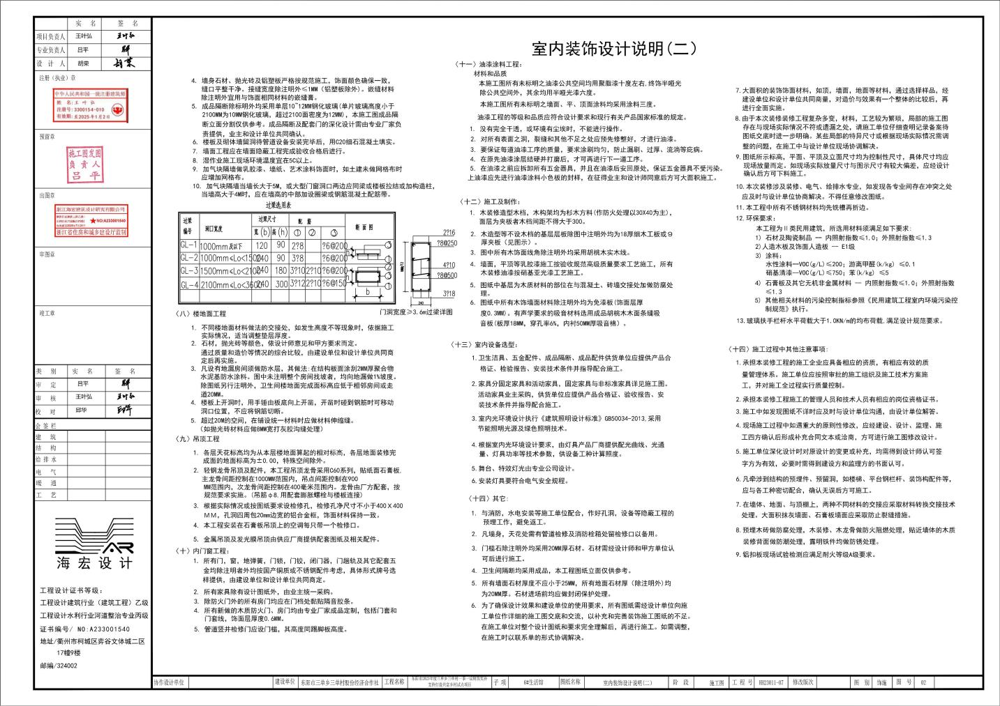 室内装饰设计说明(二)
实 名 签 名
项目负责人 王叶弘
专业负责人 吕平
设 计 人 胡荣
注册（执业）章
中华人民共和国一级注册建筑师
姓 名:王 叶 弘
注册号:3300154-010
有效期:至2025年1月2日
预留章
施工图发图
负责人
吕平
出图章
浙江海宏建筑设计研究有限公司
★NO:A233001540
浙江省住房和城乡建设厅监制
审图章
竣工章
类 别 实 名 签 名
审 定 吕平
审 核 王叶弘
校 对 邱华
会签栏
建 筑
结 构
给排水
电 气
暖 通
工 艺
AR
海宏设计
工程设计证书等级:
工程设计建筑行业（建筑工程）乙级
工程设计水利行业河道整治专业丙级
证书编号/ NO:A233001540
地址/衢州市柯城区弈谷文体城二区
17幢9楼
邮编/324002
4. 墙身石材、抛光砖及铝塑板严格按规范施工，饰面颜色确保一致，
缝口平整干净。接缝宽度除注明外≤1MM（铝塑板除外）。嵌缝材料
除注明外宜用与饰面相同材料的嵌缝膏。
5. 成品隔断除标明外均采用单层10~12MM钢化玻璃(单片玻璃高度小于
2100MM为10MM钢化玻璃，超过2100面密度为12MM），本施工图成品隔
断立面分割仅供参考。成品隔断及配套门的深化设计需由专业厂家负
责提供，业主和设计单位共同确认。
6. 楼板及砌体墙留洞待管道设备安装完毕后，用C20细石混凝土填实。
7. 墙面工程应在墙面隐蔽工程完成验收合格后进行。
8. 湿作业施工现场环境温度宜在5C以上。
9. 加气块隔墙做乳胶漆、墙纸、艺术涂料饰面时，如土建未做网格布时
应增加网格布。
10. 加气块隔墙当墙长大于5M，或大型门窗洞口两边应同梁或楼板拉结或加构造柱，
当墙高大于4M时，应在墙高的中部加设圈梁或钢筋混凝土配筋带。
过梁选用表
过梁编号 洞口宽度 过梁尺寸 配 筋 断 面 图
宽(b) 高(h) ① ② ③
GL-1 1000mm及以下 120 90 2?8 ?6@200
GL-2 1000mm≤Lo<1500 240 90 3?8 ?6@200
GL-3 1500mm≤Lo<2100 240 180 3?10 2?10 ?6@200
GL-4 2100mm≤Lo<3600 240 300 3?12 2?10 ?6@150
h
b
2?16
?8@250
4?10
?8@500
3?18
240
门洞宽度≥3.6m过梁详图
（八）楼地面工程
1. 不同楼地面材料做法的交接处，如发生高度不等现象时，依据施工
实际情况，适当调整垫层厚度。
2. 石材，抛光砖等颜色，依设计师意见和甲方要求而定。
通过质量和造价等情况的综合比较，由建设单位和设计单位共同商
定后再实施。
3. 凡设有地漏房间须做防水层，其做法:在结构板面涂刮2MM厚聚合物
水泥基防水涂料。图中未注明整个房间找坡者，均向地漏做1%坡度。
除图纸另行注明外，卫生间楼地面完成面标高应低于相邻房间或走
道20MM。
4. 楼板上开洞时，用手锤由板底向上开凿，开凿时碰到钢筋时可移动
洞口位置，不应将钢筋切断。
5. 超过20M的空间，在铺设统一材料时应做材料伸缩缝。
（如抛光砖材料应做8MM宽打灰胶沟缝处理）
（九）吊顶工程
1. 各层天花标高均为从本层楼地面算起的相对标高，各层地面装修完
成面的地面标高为±0.00，特殊空间除外。
2. 轻钢龙骨吊顶及配件，本工程吊顶龙骨采用C60系列，贴纸面石膏板，
主龙骨间距控制在1000MM范围内，吊点间距控制在900
MM范围内，次龙骨间距控制在400毫米范围内。龙骨由厂方配套，按
规范要求实施。（吊筋φ8.用配套膨胀螺栓与楼板连接）
3. 根据实际情况或按图纸要求设检修孔，检修孔净尺寸不小于400X400
MM，孔洞四周包20mm边宽的铝合金框，饰面材料保持一致。
4. 本工程安装在石膏板吊顶上的空调每只带一个检修口。
5. 金属吊顶及发光膜吊顶由供应厂商提供配套图纸及相关配件。
（十）内门窗工程:
1. 所有门，窗，地弹簧，门锁，门铰，闭门器，门趟轨及其它配套五
金均除注明者外均按国产铜质或不锈钢配件考虑，具体形式牌号选
样提供，由建设单位和设计单位共同商定。
2. 所有家具除有设计图纸外，由业主统一采购。
3. 除防火门外的所有房门均应在门档处黏贴隔音胶条。
4. 所有新做的木质防火门、房门均由专业厂家成品定制，包括门套和
门套线，饰面层厚度0.6MM。
5. 管道竖井检修门应设门槛，其高度同踢脚板高度。
（十一）油漆涂料工程:
材料和品质
本施工图所有未标明之油漆公共空间均用聚脂漆十度左右,终饰半哑光
除公共空间外，其余均用半哑光漆六度。
本施工图所有未标明之墙面、平、顶面涂料均采用涂料三度。
油漆工程的等级和品质应符合设计要求和现行有关产品国家标准的规定。
1. 没有完全干透，或环境有尘埃时，不能进行操作。
2. 对所有表面之洞，裂缝和其他不足之处应预先修整好，才进行油漆。
3. 要保证每道油漆工序的质量，要求涂刷均匀，防止漏刷、过厚、流淌等庇病。
4. 在原先油漆涂层结硬并打磨后，才可再进行下一道工序。
5. 在油漆之前应拆卸所有五金器具，并且在油漆后安回原处，保证五金器具不受污染。
上油漆应先进行油漆涂料小色板的封样，在征得业主和设计师同意后方可大面积施工。
（十二）施工及制作:
1. 木装修造型木档，木构架均为杉木方料(作防火处理以30X40为主)，
面层为夹板者木档间距不得大于300。
2. 木造型等不设木档的基层层板除图中注明外均为18厚细木工板或9
厚夹板（见图示）。
3. 图中所有木饰面线角除注明外均采用胡桃木实木线。
4. 墙面，平顶等乳胶漆施工按验收规范高级质量要求工艺施工，所有
木装修油漆按硝基亚光漆工艺施工。
5. 图纸中基层为木质材料的部位在与混凝土、砖墙交接处加做防腐处
理。
6. 图纸中所有木饰墙面材料除注明外均为免漆板(饰面层厚
度0.3MM)。有声学要求的吸音材料选用成品胡桃木木面条缝吸
音板(板厚18MM，穿孔率6%，内衬50MM厚吸音棉）。
（十三）室内设备选型:
1.卫生洁具、五金配件、成品隔断、成品配件供货单位应提供产品合
格证、检验报告、安装技术条件并指导配合施工。
2.家具分固定家具和活动家具，固定家具与非标准家具详见施工图。
活动家具业主采购，供货单位应提供产品合格证、验收报告、安
装技术条件并指导配合施工。
3.室内光环境设计执行《建筑照明设计标准》GB50034-2013,采用
节能照明光源及绿色照明技术。
4.根据室内光环境设计要求，由灯具产品厂商提供配光曲线、光通
量、灯具功率等技术参数，供设备工种计算照度。
5.舞台、特效灯光由专业公司设计。
6.安装灯具要符合电气安全规程。
（十四）其它:
1. 与消防，水电安装等施工单位配合，作好孔洞，设备等隐蔽工程的
预埋工作，避免返工。
2. 凡墙身，天花处需有管道检修及消防栓箱处留检修口以备用。
3. 门槛石除注明外均采用20MM厚石材。石材需经设计师和甲方单位认
可后进行施工。
4. 卫生间隔断均采用成品，本工程图纸立面仅供参考。
5. 所有墙面石材厚度不应小于25MM，所有地面石材厚（除注明外)均
为20MM厚。石材进场前均应做封闭保护处理。
6. 为了确保设计效果和建设单位的使用要求，所有图纸需经设计单位向施
工单位作详细的施工图交底和交流，以补充和完善装饰施工图纸的不足。
在施工单位对整个设计图纸和要求完全理解后，再进行施工。如需调整，
在施工时以联系单的形式协调解决。
7.大面积的装饰饰面材料，如顶，墙面，地面等材料，通过选择样品，经
建设单位和设计单位共同商量，对造价与效果有一个整体的比较后，再
进行全面实施。
8.由于本次装修装修工程复杂多变，材料，工艺较为繁琐，局部的施工图
存在与现场实际情况不符或遗漏之处，请施工单位仔细查明记录备案待
图纸交底时进一步明确。某些局部的特异尺寸或根据现场实际情况需调
整的问题，在施工中与设计单位现场协调解决。
9.图纸所示标高，平面、平顶及立面尺寸均为控制性尺寸，具体尺寸均应
现场放量而定。如现场实际放量尺寸与图示尺寸有较大偏差，应经设计
确认后方可下料施工。
10.本次装修涉及装修、电气、给排水专业，如发现各专业间存在冲突之处
应及时与设计单位协商解决。不得任意修改图纸。
11.本工程中所有不锈钢材料均先铣槽再折边。
12.环保要求:
本工程为Ⅱ类民用建筑，所选用材料须满足如下要求:
1) 石材及陶瓷制品 —— 内照射指数≤1.0; 外照射指数≤1.3
2)人造木板及饰面人造板 —— E1级
3) 涂料:
水性涂料—VOC(g/L)≤200; 游离甲醛(k/kg) ≤0.1
硝基清漆—VOC(g/L)≤750; 苯(k/kg) ≤5
4) 石膏板及其它无机非金属材料 —— 内照射指数≤1.0; 外照射指数
≤1.3
5) 其他相关材料的污染控制指标参照《民用建筑工程室内环境污染控
制规范》执行。
13.玻璃扶手栏杆水平荷载大于1.0KN/m的均布荷载,满足设计规范要求。
（十四）施工过程中其他注意事项:
1.承担本装修工程的施工企业应具备相应的资质，有相应有效的质
量管理体系。施工单位应按照审批的施工组织及施工技术方案施
工，并对施工全过程实行质量控制。
2.承担本装修工程施工的管理人员和技术人员有相应的岗位资格证书。
3.施工中如发现图纸不详时应及时与设计单位沟通，由设计单位解答。
4.现场施工过程中如遇重大的原则性修改，应经建设、设计、监理、施
工四方确认后形成补充合同文本或洽商，方可进行施工图修改设计。
5.施工单位深化设计时对原设计的变更或补充，均需得到设计师认可签
字方为有效，必要时需得到建设方和监理方的书面认可。
6.凡牵涉到结构的预埋件、预留洞，如楼梯、平台钢栏杆、装饰构配件等，
应与各工种密切配合，确认无误后方可施工。
7.在墙体、地面、与顶棚上，两种不同材料的交接应采取材料转换交接技术
处理。大面积抹灰墙面、石膏板墙面应采取防止裂缝措施。
8.预埋木砖做防腐处理，木装修、木龙骨做防火阻燃处理，贴近墙体的木质
装修背面做防潮处理，露明铁件均做防锈处理。
9.铝扣板现场试验检测应满足耐火等级A级要求。
协作设计单位
建设单位 东阳市三单乡三单村股份经济合作社
工程名称 东阳市2023年度三单乡三单村一事一议财政奖补
支持打造共富乡村试点项目
子 项 6#生活馆
图纸名称 室内装饰设计说明(二)
阶 段 施工图
工 程 号 HH23011-07
修改版次
图 别 饰施
图 号 02